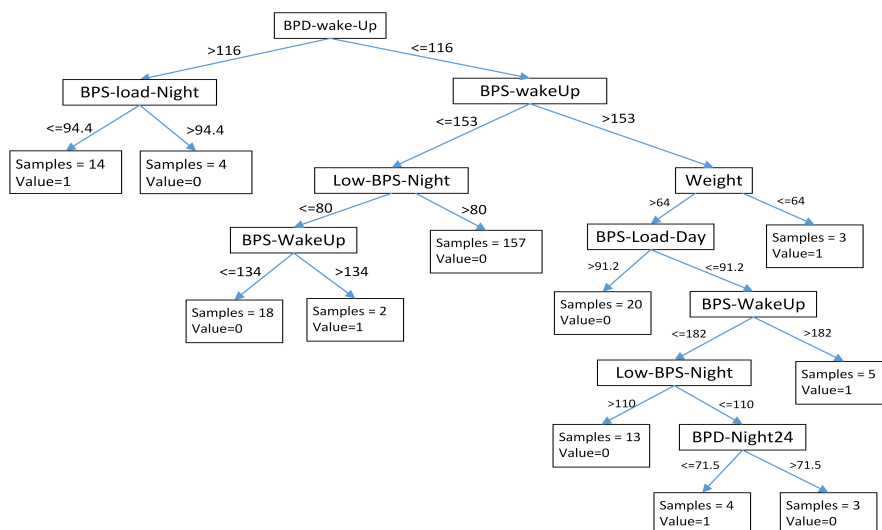 BPD-wake-Up
>116
<=116
BPS-load-Night
BPS-wakeUp
<=94.4
>94.4
<=153
>153
Samples = 14
Value=1
Samples = 4
Value=0
Low-BPS-Night
Weight
<=80
>80
>64
<=64
BPS-WakeUp
Samples = 157
Value=0
BPS-Load-Day
Samples = 3
Value=1
<=134
>134
>91.2
<=91.2
Samples = 18
Value=0
Samples = 2
Value=1
Samples = 20
Value=0
BPS-WakeUp
<=182
>182
Low-BPS-Night
Samples = 5
Value=1
>110
<=110
Samples = 13
Value=0
BPD-Night24
<=71.5
>71.5
Samples = 4
Value=1
Samples = 3
Value=0